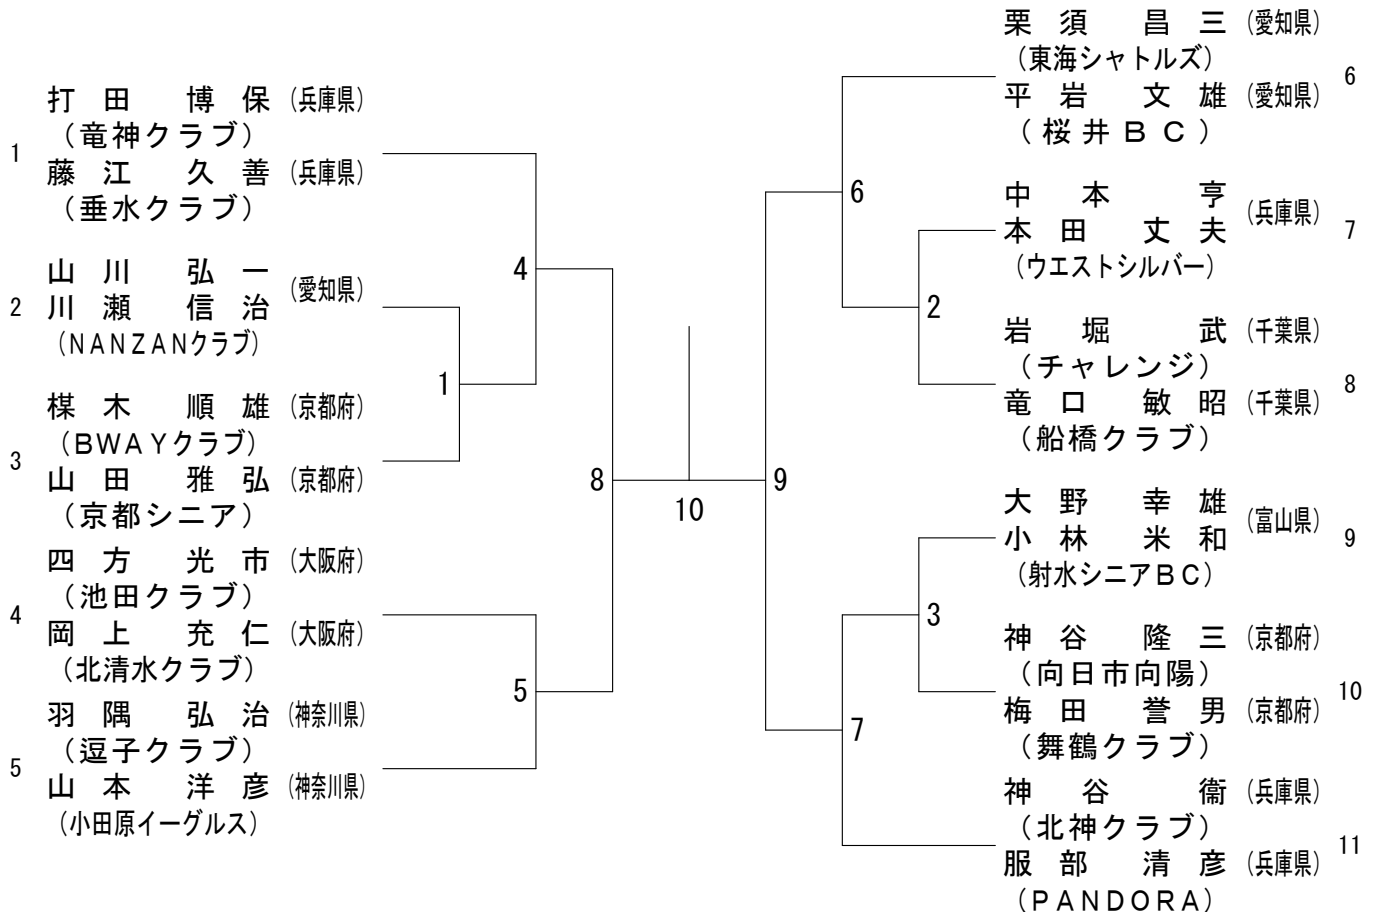 1
打田 博保 (兵庫県)
(竜神クラブ)
藤江 久善 (兵庫県)
(垂水クラブ)
2
山川 弘一
川瀬 信治
(愛知県)
(NANZANクラブ)
3
楳木 順雄 (京都府)
(BWAYクラブ)
山田 雅弘 (京都府)
(京都シニア)
4
四方 光市 (大阪府)
(池田クラブ)
岡上 充仁 (大阪府)
(北清水クラブ)
5
羽隅 弘治 (神奈川県)
(逗子クラブ)
山本 洋彦 (神奈川県)
(小田原イーグルス)
4
1
8
5
10
9
6
2
3
7
栗須 昌三 (愛知県)
(東海シャトルズ)
平岩 文雄 (愛知県)
(桜井BC)
6
中本 亨
本田 丈夫
(兵庫県)
(ウエストシルバー)
7
岩堀 武 (千葉県)
(チャレンジ)
竜口 敏昭 (千葉県)
(船橋クラブ)
8
大野 幸雄
小林 米和
(富山県)
(射水シニアBC)
9
神谷 隆三 (京都府)
(向日市向陽)
梅田 誉男 (京都府)
(舞鶴クラブ)
10
神谷 衞 (兵庫県)
(北神クラブ)
服部 清彦 (兵庫県)
(PANDORA)
11